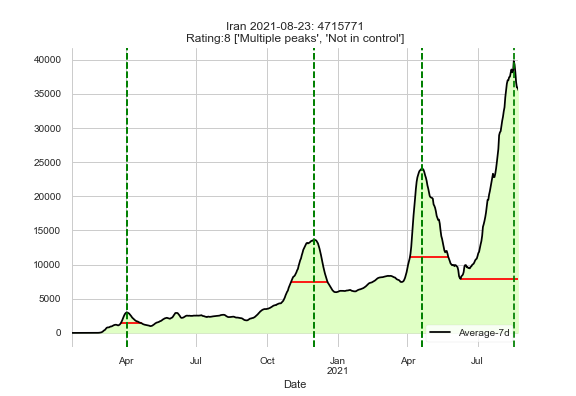 Iran 2021-08-23: 4715771
Rating:8 ['Multiple peaks', 'Not in control']
40000
35000
30000
25000
20000
15000
10000
5000
0
Apr
Jul
Oct
Jan
2021
Apr
Jul
Average-7d
Date